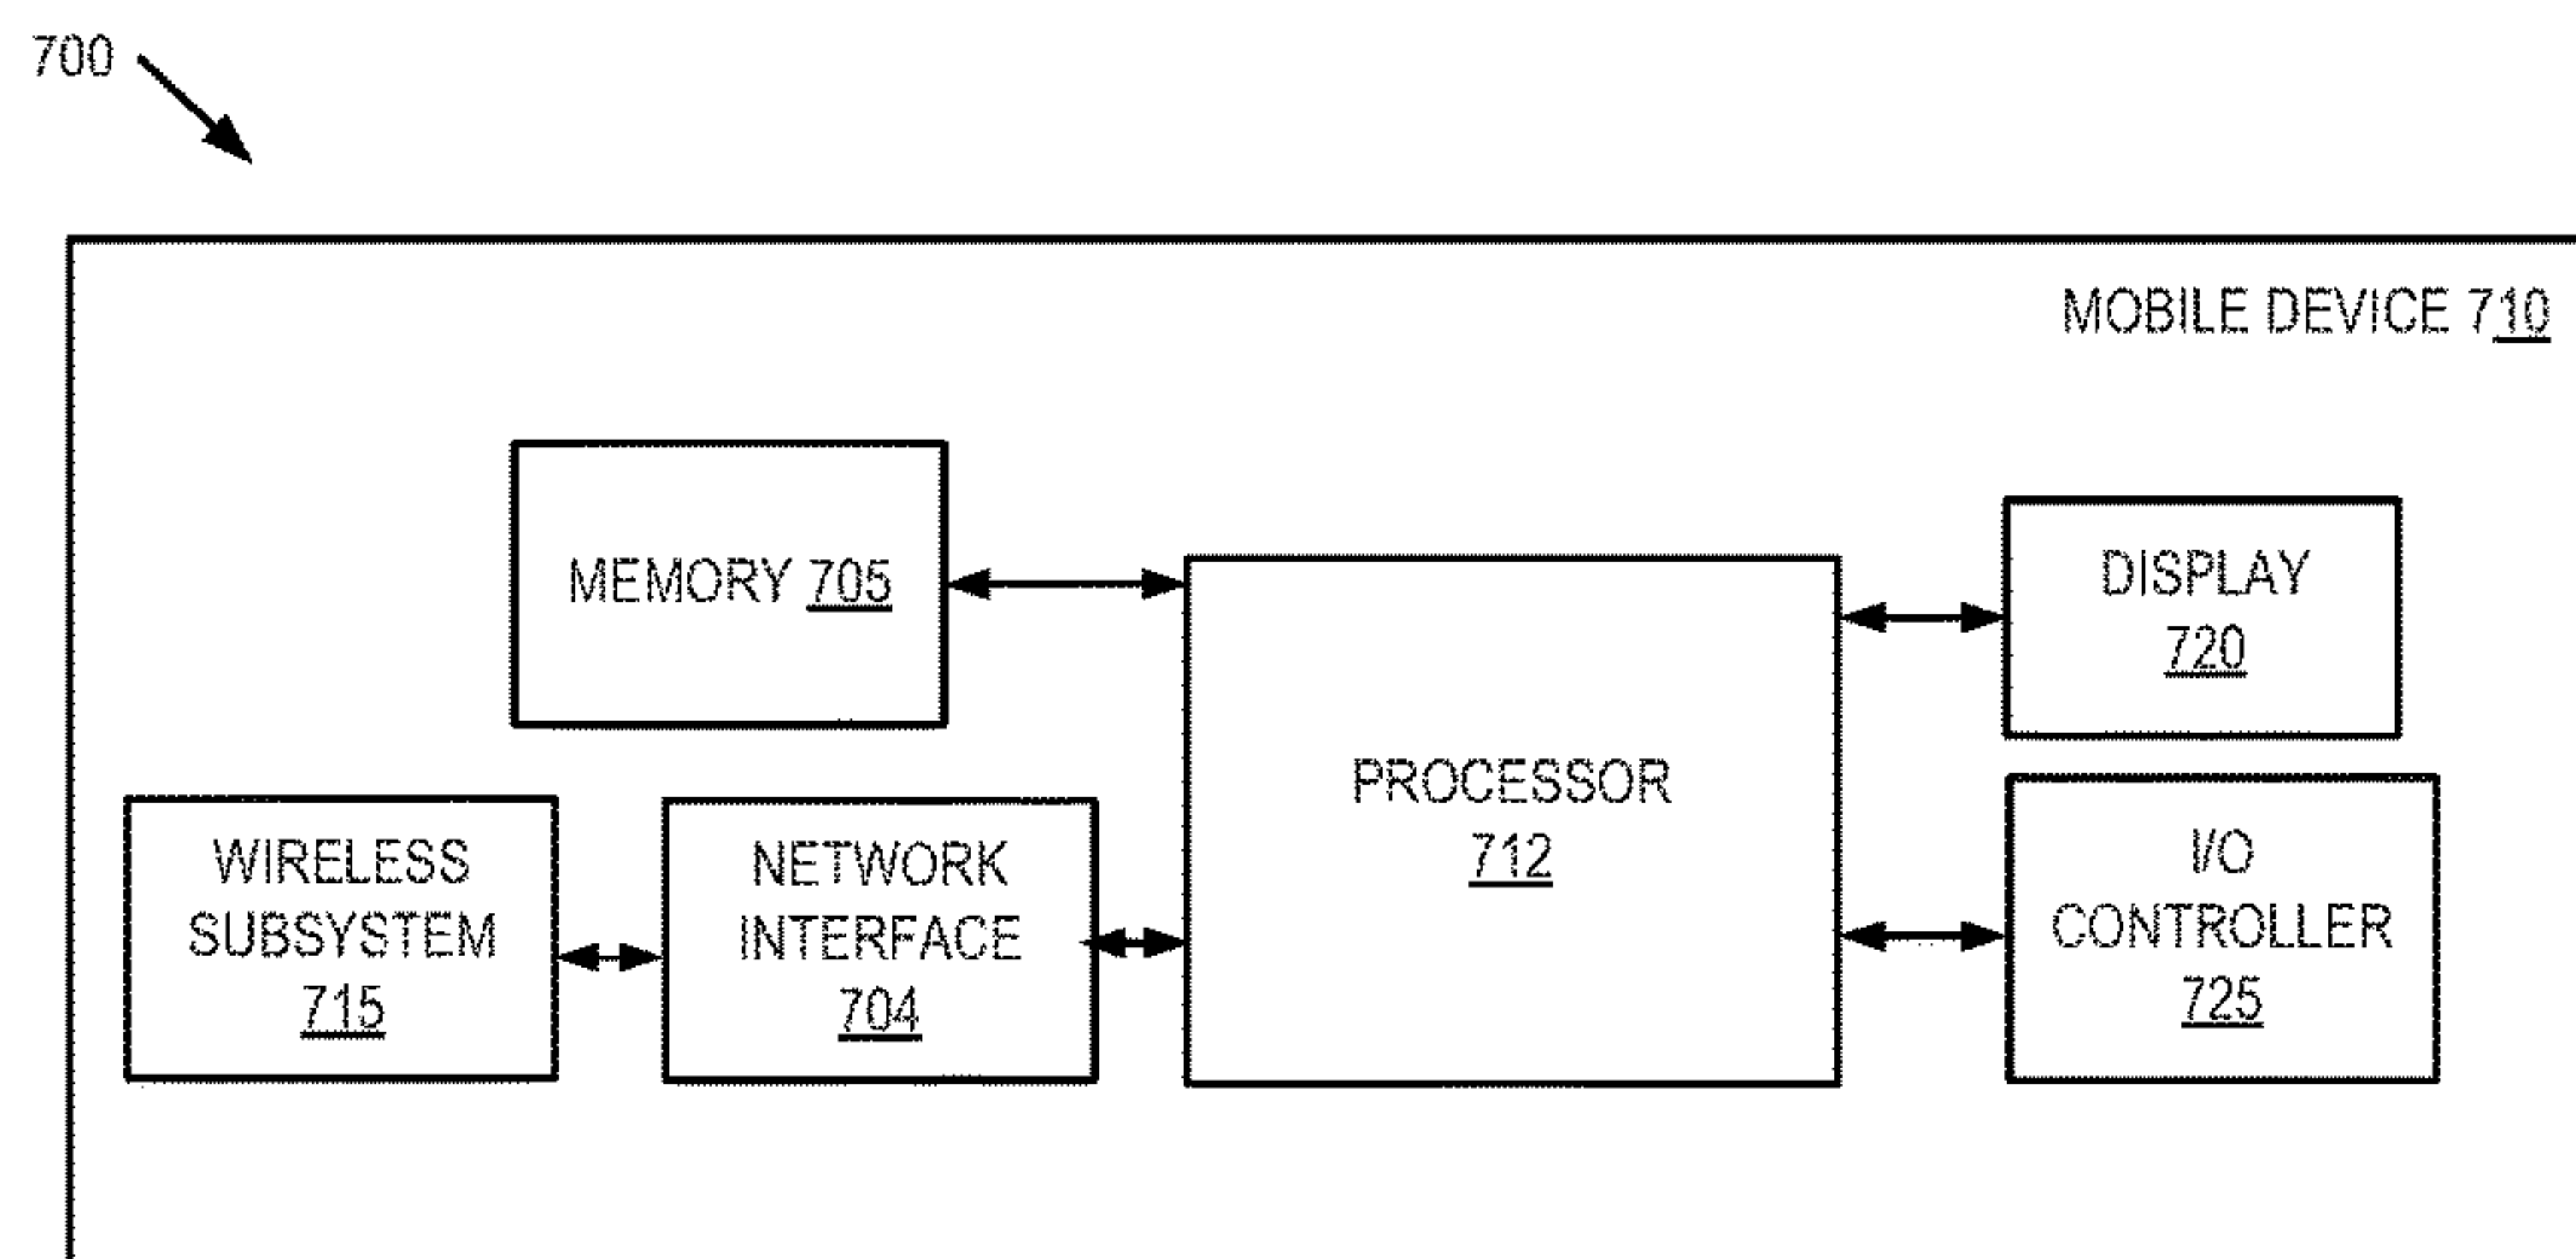 700
MOBILE DEVICE 710
MEMORY 705
DISPLAY
720
PROCESSOR
712
WIRELESS
SUBSYSTEM
715
NETWORK
INTERFACE
704
I/O
CONTROLLER
725